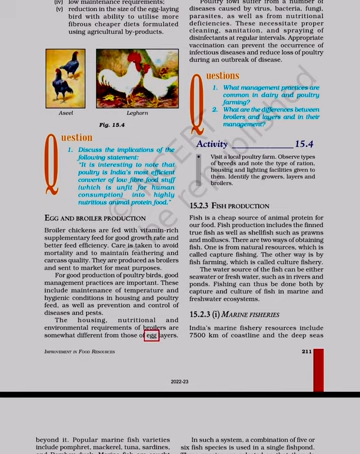 (iv) low maintenance requirements;
(v) reduction in the size of the egg-laying
bird with ability to utilise more
fibrous cheaper diets formulated
using agricultural by-products.
Aseel
Leghorn
Fig. 15.4
Question
1. Discuss the implications of the
following statement:
"It is interesting to note that
poultry is India's most efficient
converter of low fibre food stuff
(which is unfit for human
consumption) into highly
nutritious animal protein food."
EGG AND BROILER PRODUCTION
Broiler chickens are fed with vitamin-rich
supplementary feed for good growth rate and
better feed efficiency. Care is taken to avoid
mortality and to maintain feathering and
carcass quality. They are produced as broilers
and sent to market for meat purposes.
For good production of poultry birds, good
management practices are important. These
include maintenance of temperature and
hygienic conditions in housing and poultry
feed, as well as prevention and control of
diseases and pests.
The housing, nutritional and
environmental requirements of broilers are
somewhat different from those of egg layers.
Poultry fowl suffer from a number of
diseases caused by virus, bacteria, fungi,
parasites, as well as from nutritional
deficiencies. These necessitate proper
cleaning, sanitation, and spraying of
disinfectants at regular intervals. Appropriate
vaccination can prevent the occurrence of
infectious diseases and reduce loss of poultry
during an outbreak of disease.
Questions
1. What management practices are
common in dairy and poultry
farming?
2. What are the differences between
broilers and layers and in their
management?
Activity 15.4
• Visit a local poultry farm. Observe types
of breeds and note the type of ration,
housing and lighting facilities given to
them. Identify the growers, layers and
broilers.
15.2.3 FISH PRODUCTION
Fish is a cheap source of animal protein for
our food. Fish production includes the finned
true fish as well as shellfish such as prawns
and molluscs. There are two ways of obtaining
fish. One is from natural resources, which is
called capture fishing. The other way is by
fish farming, which is called culture fishery.
The water source of the fish can be either
seawater or fresh water, such as in rivers and
ponds. Fishing can thus be done both by
capture and culture of fish in marine and
freshwater ecosystems.
15.2.3 (i) MARINE FISHERIES
India's marine fishery resources include
7500 km of coastline and the deep seas
IMPROVEMENT IN FOOD RESOURCES
211
2022-23
beyond it. Popular marine fish varieties
include pomphret, mackerel, tuna, sardines,
In such a system, a combination of five or
six fish species is used in a single fishpond.